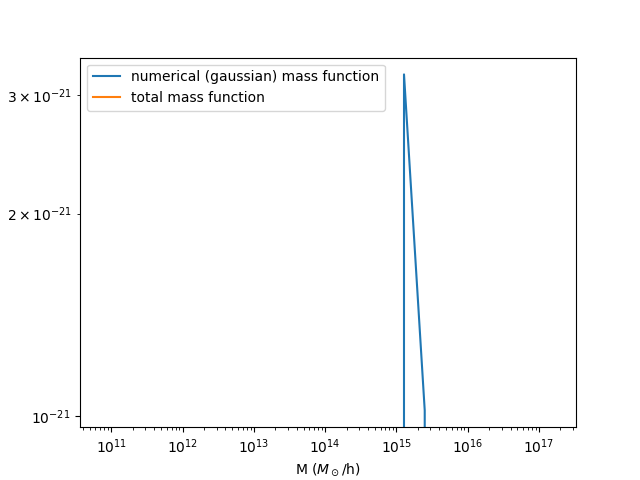 numerical (gaussian) mass function
total mass function
3 × 10⁻²¹
2 × 10⁻²¹
10⁻²¹
10¹¹ 10¹² 10¹³ 10¹⁴ 10¹⁵ 10¹⁶ 10¹⁷
M (M⊙/h)